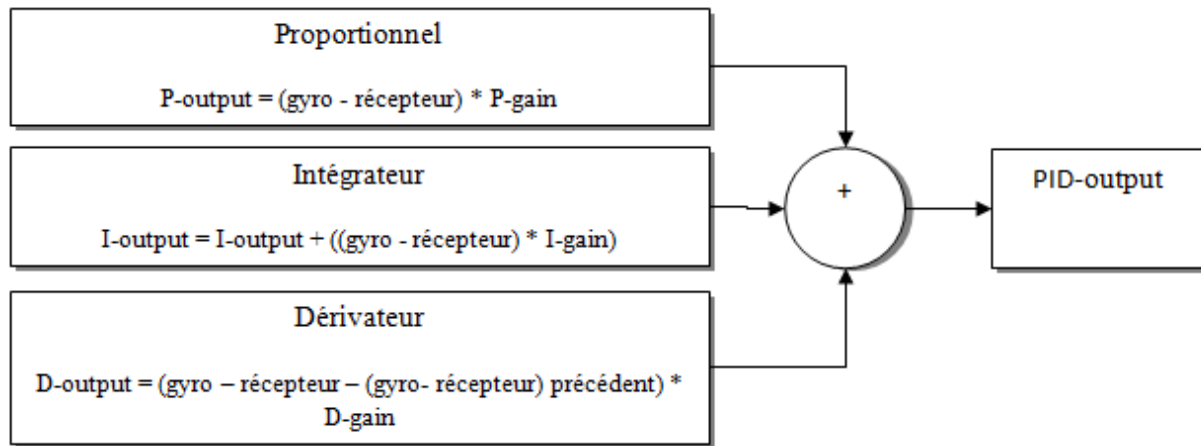 Proportionnel
P-output = (gyro - récepteur) * P-gain
Intégrateur
I-output = I-output + ((gyro - récepteur) * I-gain)
Dérivateur
D-output = (gyro – récepteur – (gyro- récepteur) précédent) *
D-gain
+
PID-output